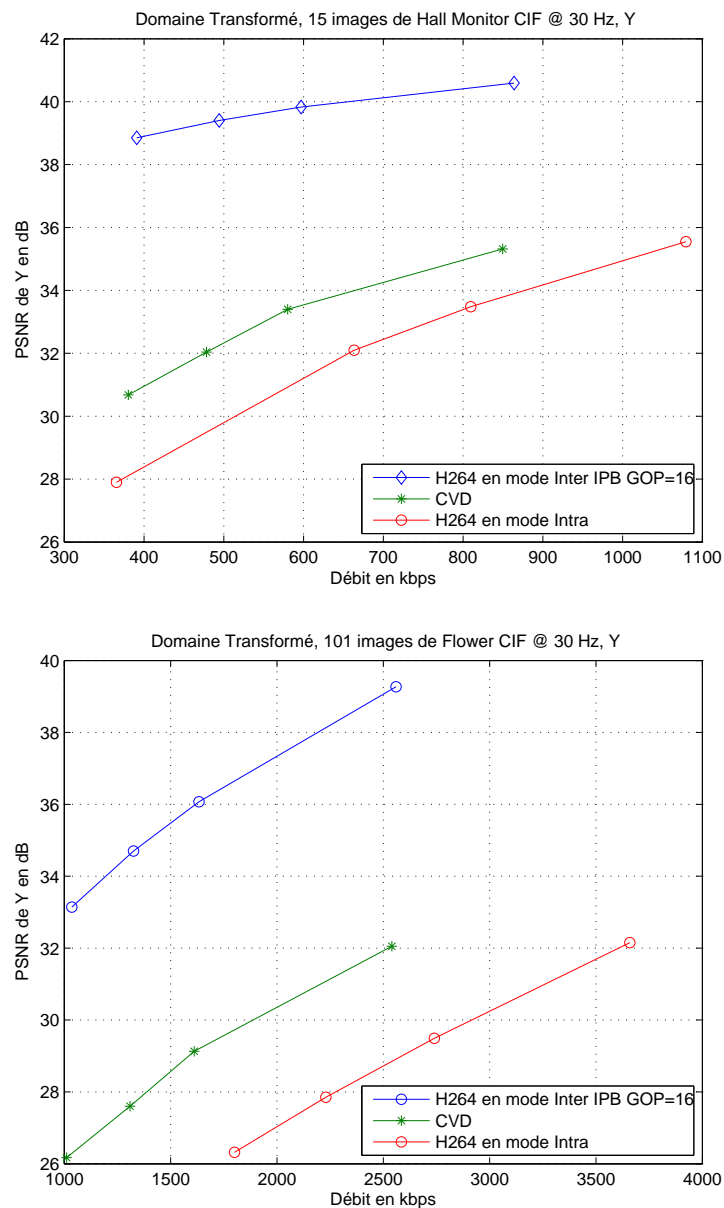 Domaine Transformé, 15 images de Hall Monitor CIF @ 30 Hz, Y
42
40
38
36
34
32
30
28
26
PSNR de Y en dB
H264 en mode Inter IPB GOP=16
CVD
H264 en mode Intra
300 400 500 600 700 800 900 1000 1100
Débit en kbps
Domaine Transformé, 101 images de Flower CIF @ 30 Hz, Y
40
38
36
34
32
30
28
26
PSNR de Y en dB
H264 en mode Inter IPB GOP=16
CVD
H264 en mode Intra
1000 1500 2000 2500 3000 3500 4000
Débit en kbps